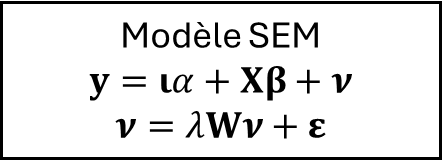 Modèle SEM
𝐲 = 𝛊𝛼 + 𝐗𝛃 + 𝛎
𝛎 = 𝜆𝐖𝛎 + 𝛆